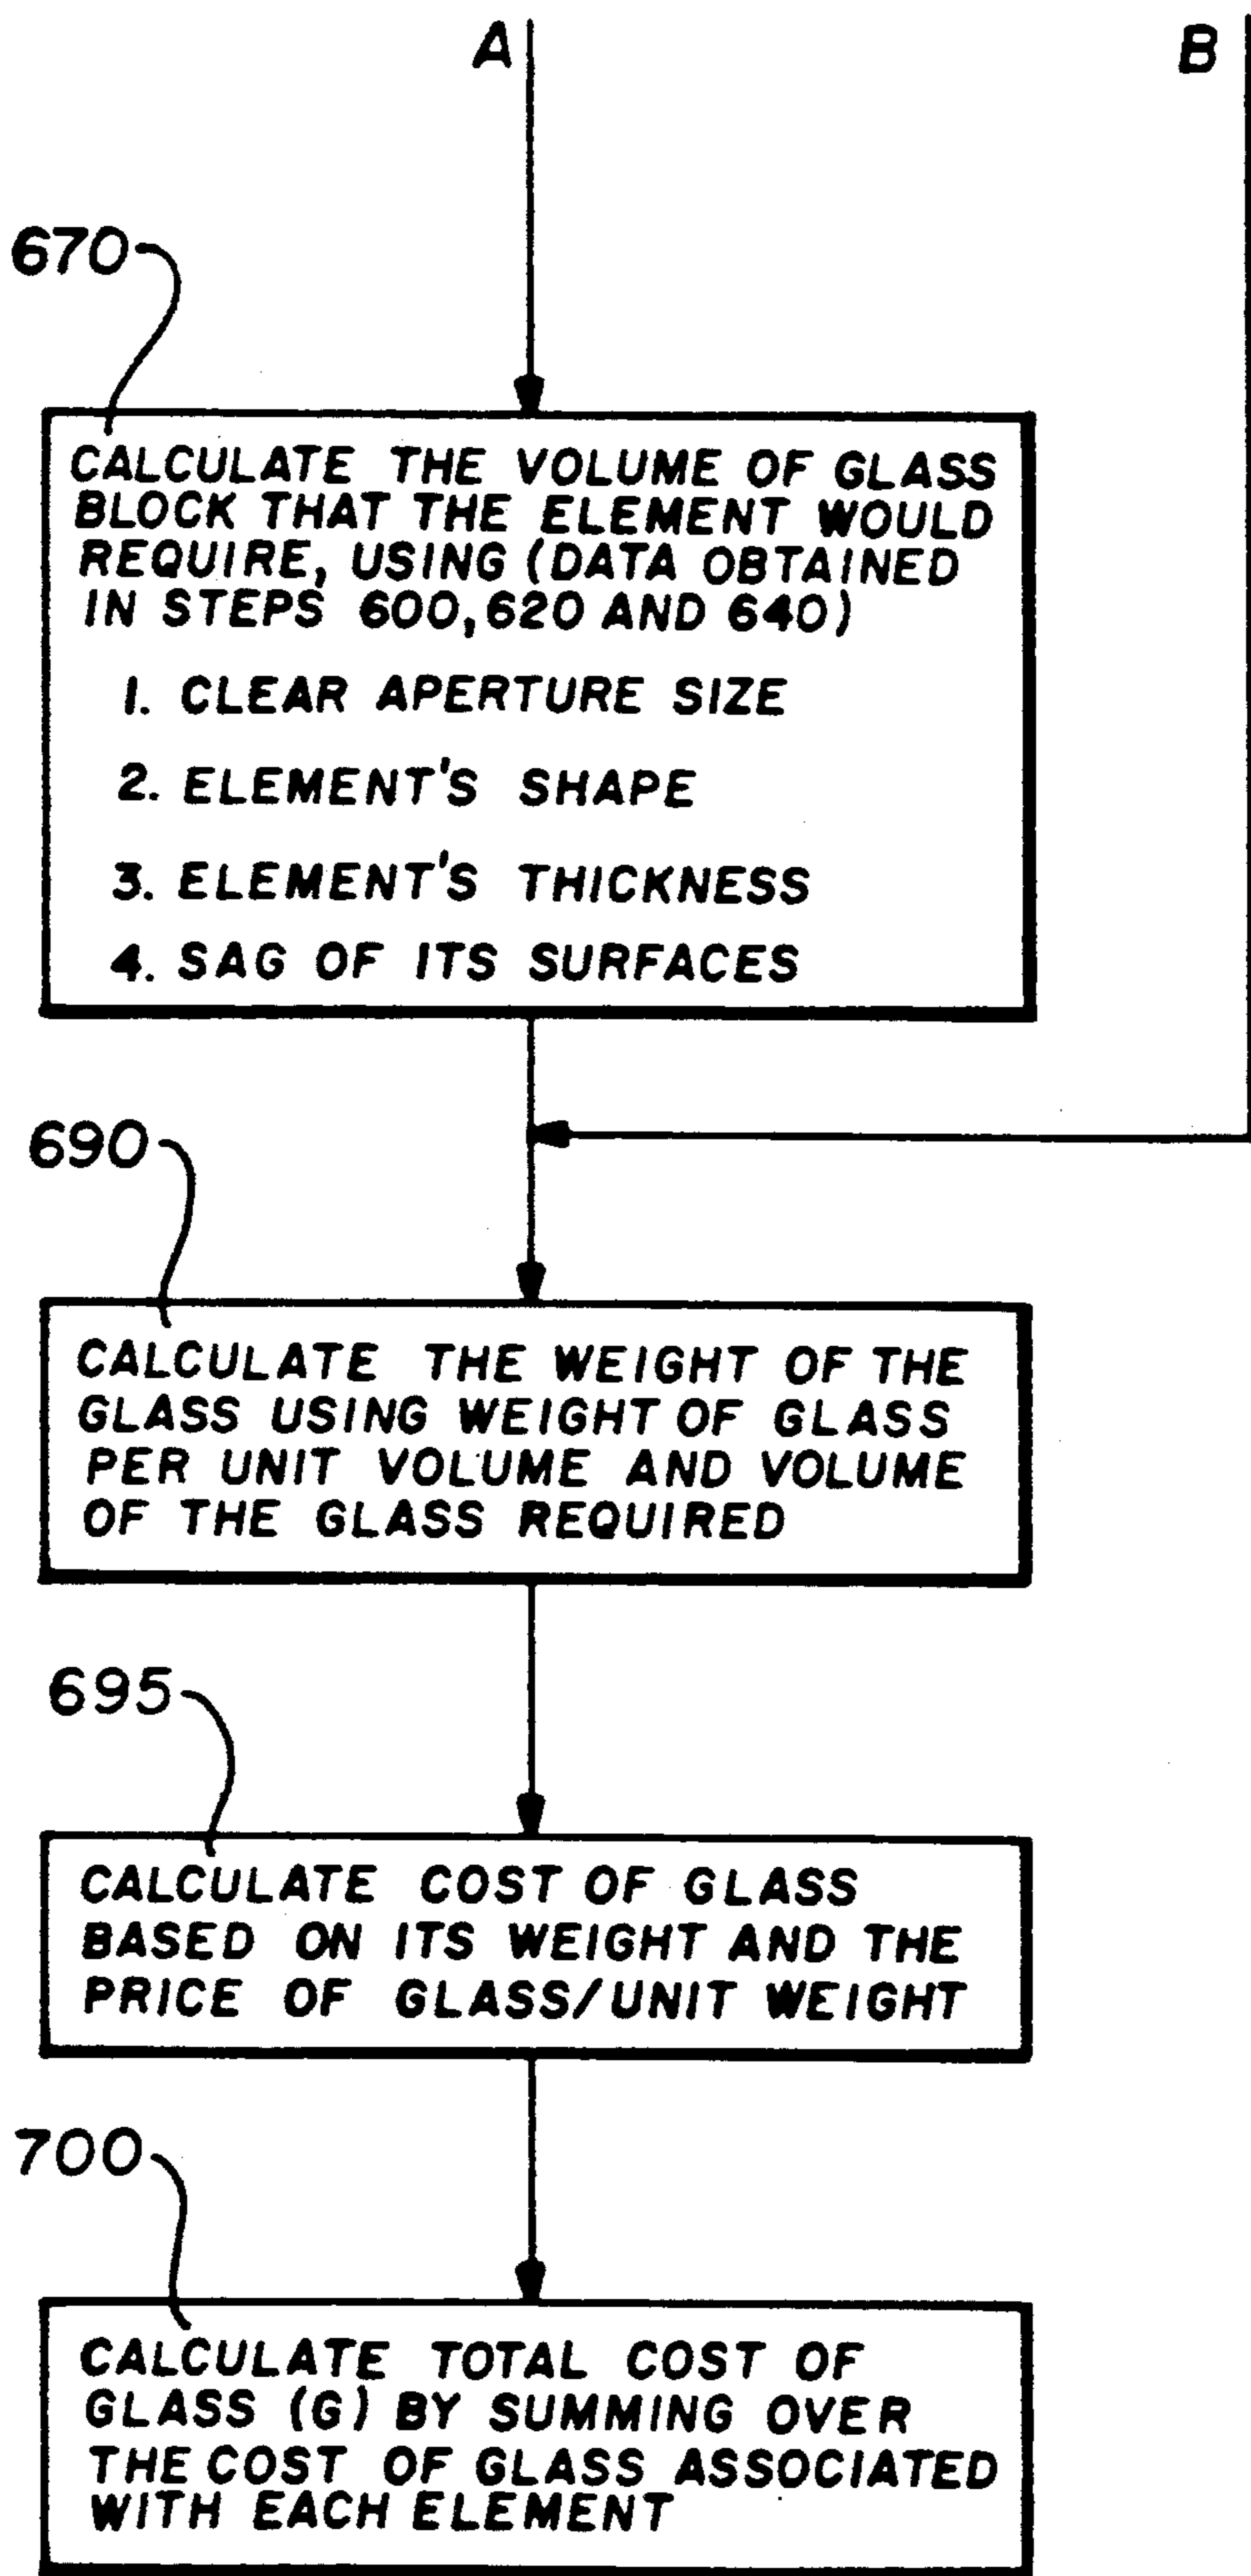 A
B
670
CALCULATE THE VOLUME OF GLASS
BLOCK THAT THE ELEMENT WOULD
REQUIRE, USING (DATA OBTAINED
IN STEPS 600, 620 AND 640)
1. CLEAR APERTURE SIZE
2. ELEMENT'S SHAPE
3. ELEMENT'S THICKNESS
4. SAG OF ITS SURFACES
690
CALCULATE THE WEIGHT OF THE
GLASS USING WEIGHT OF GLASS
PER UNIT VOLUME AND VOLUME
OF THE GLASS REQUIRED
695
CALCULATE COST OF GLASS
BASED ON ITS WEIGHT AND THE
PRICE OF GLASS/UNIT WEIGHT
700
CALCULATE TOTAL COST OF
GLASS (G) BY SUMMING OVER
THE COST OF GLASS ASSOCIATED
WITH EACH ELEMENT